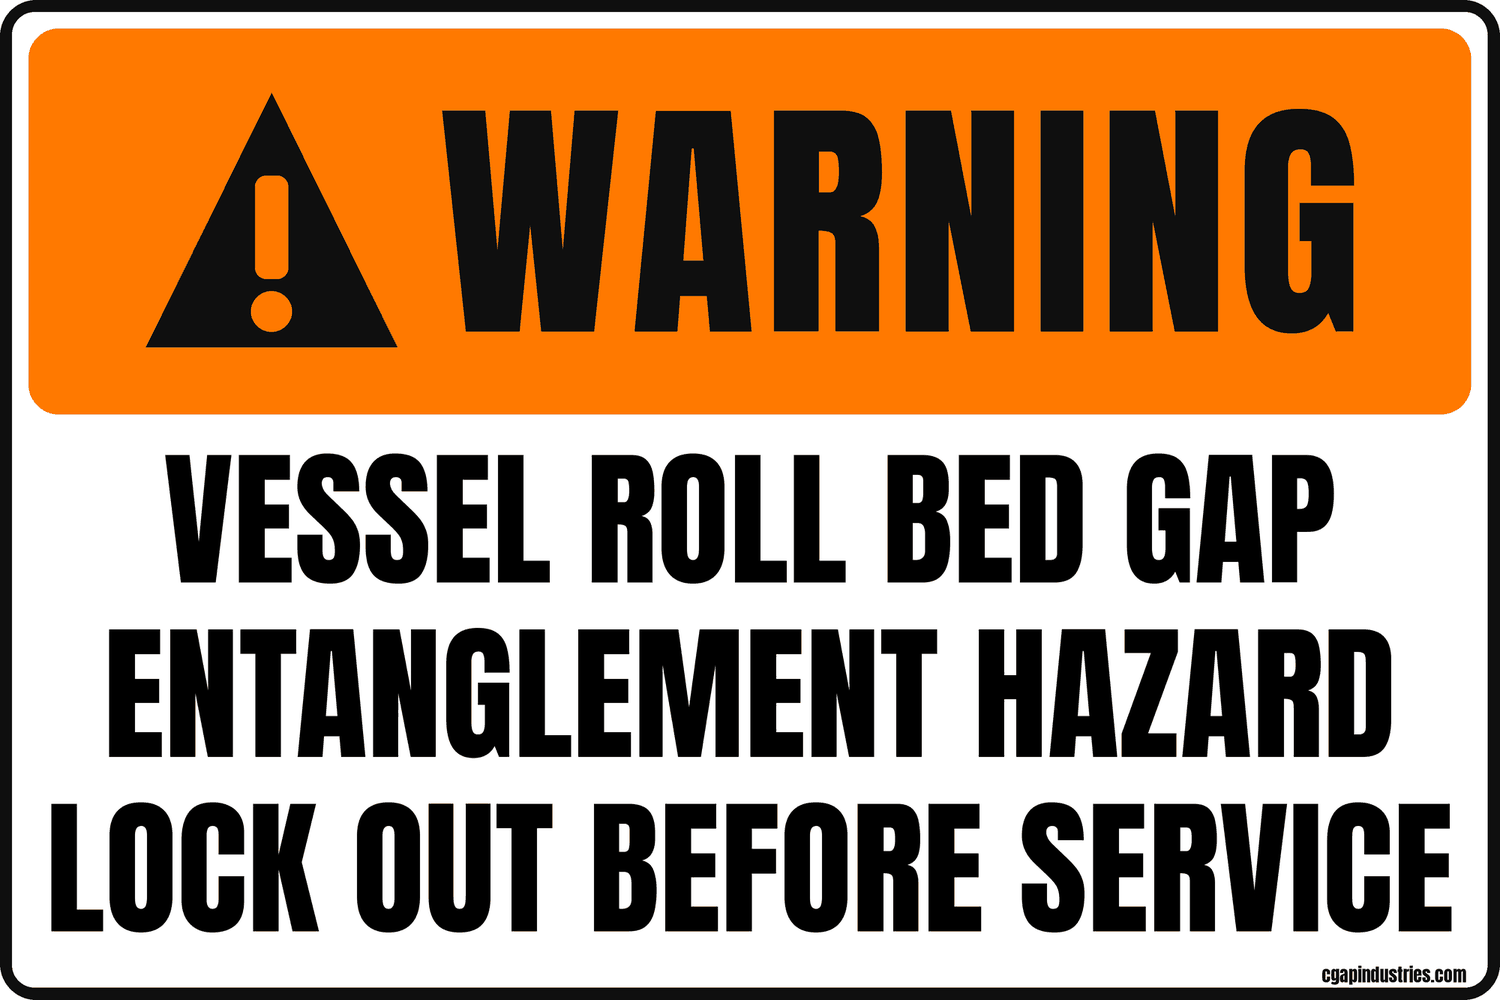 WARNING
VESSEL ROLL BED GAP
ENTANGLEMENT HAZARD
LOCK OUT BEFORE SERVICE
cgapindustries.com